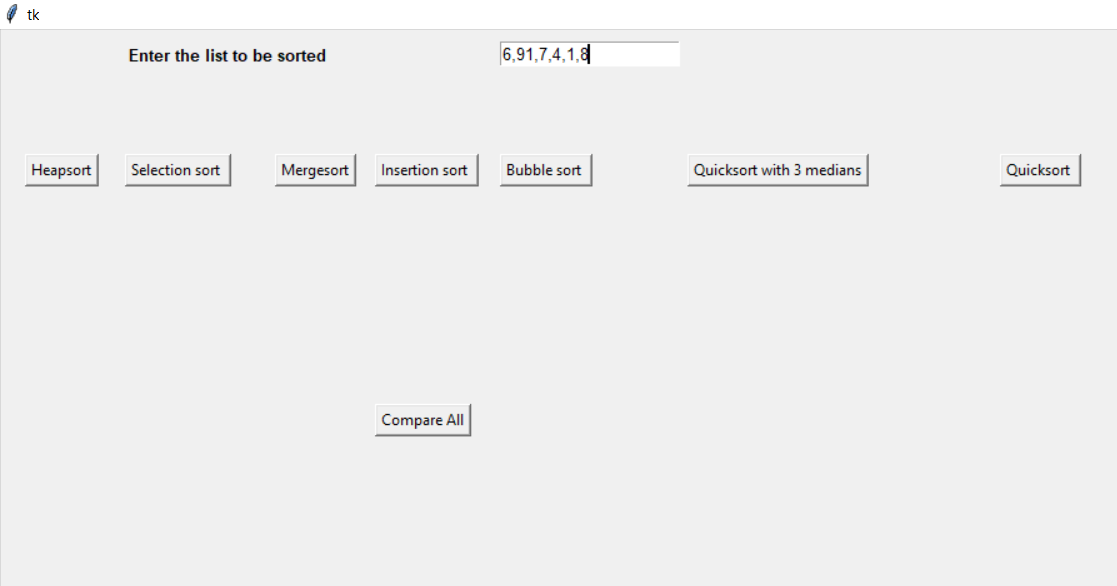 tk
Enter the list to be sorted 6,91,7,4,1,8
Heapsort Selection sort Mergesort Insertion sort Bubble sort Quicksort with 3 medians Quicksort
Compare All